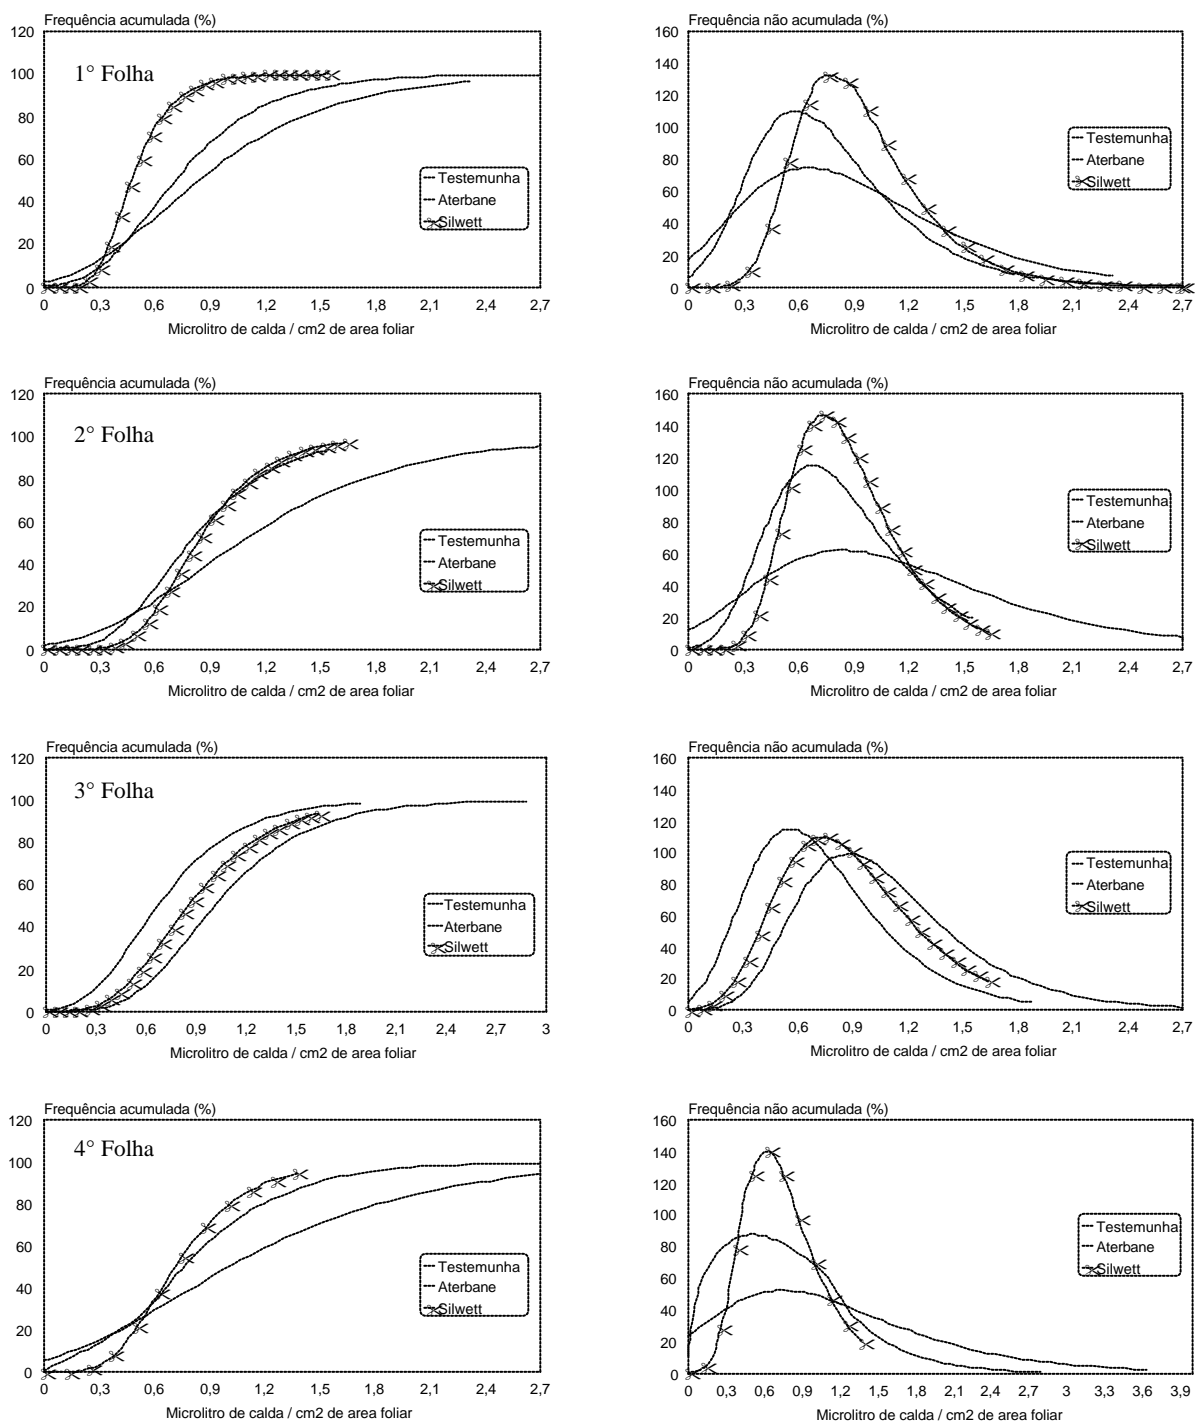 Frequência acumulada (%)
120
100
80
60
40
20
0
1° Folha
Testemunha
Aterbane
Silwett
0 0,3 0,6 0,9 1,2 1,5 1,8 2,1 2,4 2,7
Microlitro de calda / cm2 de area foliar
Frequência não acumulada (%)
160
140
120
100
80
60
40
20
0
Testemunha
Aterbane
Silwett
0 0,3 0,6 0,9 1,2 1,5 1,8 2,1 2,4 2,7
Microlitro de calda / cm2 de area foliar
Frequência acumulada (%)
120
100
80
60
40
20
0
2° Folha
Testemunha
Aterbane
Silwett
0 0,3 0,6 0,9 1,2 1,5 1,8 2,1 2,4 2,7
Microlitro de calda / cm2 de area foliar
Frequência não acumulada (%)
160
140
120
100
80
60
40
20
0
Testemunha
Aterbane
Silwett
0 0,3 0,6 0,9 1,2 1,5 1,8 2,1 2,4 2,7
Microlitro de calda / cm2 de area foliar
Frequência acumulada (%)
120
100
80
60
40
20
0
3° Folha
Testemunha
Aterbane
Silwett
0 0,3 0,6 0,9 1,2 1,5 1,8 2,1 2,4 2,7 3
Microlitro de calda / cm2 de area foliar
Frequência não acumulada (%)
160
140
120
100
80
60
40
20
0
Testemunha
Aterbane
Silwett
0 0,3 0,6 0,9 1,2 1,5 1,8 2,1 2,4 2,7
Microlitro de calda / cm2 de area foliar
Frequência acumulada (%)
120
100
80
60
40
20
0
4° Folha
Testemunha
Aterbane
Silwett
0 0,3 0,6 0,9 1,2 1,5 1,8 2,1 2,4 2,7
Microlitro de calda / cm2 de area foliar
Frequência não acumulada (%)
160
140
120
100
80
60
40
20
0
Testemunha
Aterbane
Silwett
0 0,3 0,6 0,9 1,2 1,5 1,8 2,1 2,4 2,7 3 3,3 3,6 3,9
Microlitro de calda / cm2 de area foliar